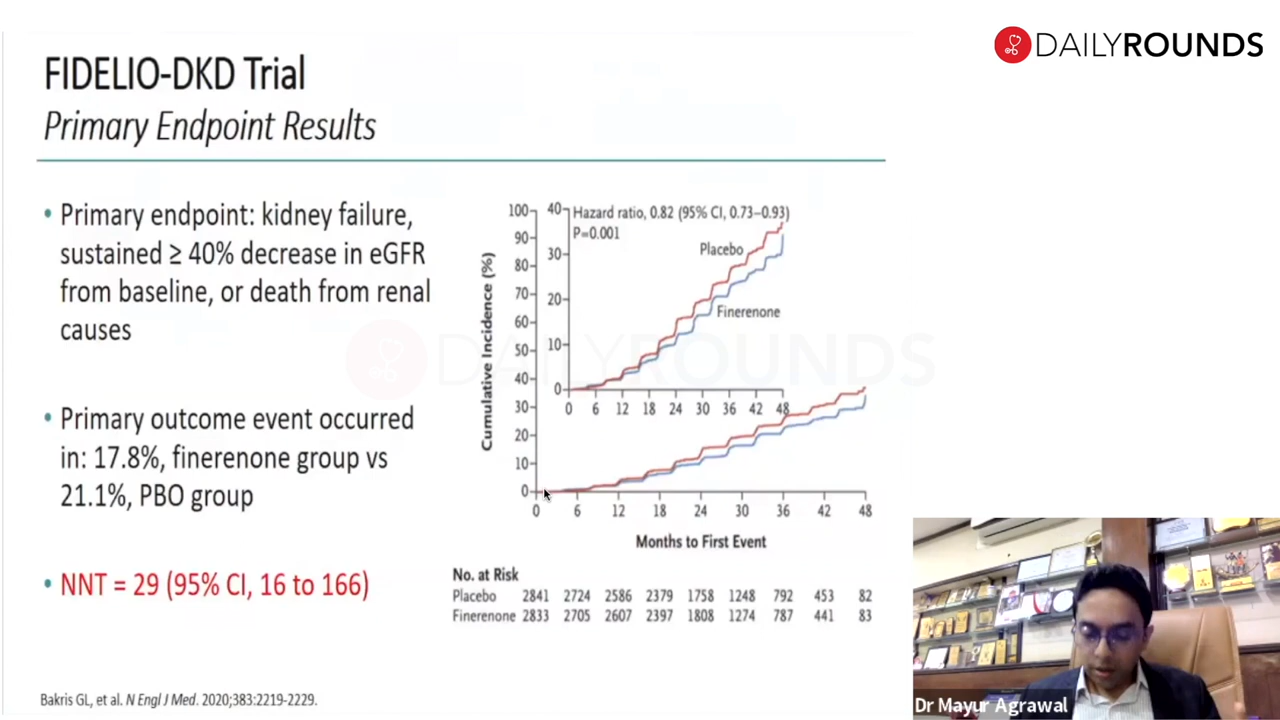 DAILYROUNDS
FIDELIO-DKD Trial
Primary Endpoint Results
• Primary endpoint: kidney failure,
sustained ≥ 40% decrease in eGFR
from baseline, or death from renal
causes
• Primary outcome event occurred
in: 17.8%, finerenone group vs
21.1%, PBO group
• NNT = 29 (95% CI, 16 to 166)
Cumulative Incidence (%)
100
90
80
70
60
50
40
30
20
10
0
40
30
20
10
0
Hazard ratio, 0.82 (95% CI, 0.73–0.93)
P=0.001
Placebo
Finerenone
0 6 12 18 24 30 36 42 48
0 6 12 18 24 30 36 42 48
Months to First Event
No. at Risk
Placebo 2841 2724 2586 2379 1758 1248 792 453 82
Finerenone 2833 2705 2607 2397 1808 1274 787 441 83
Bakris GL, et al. N Engl J Med. 2020;383:2219-2229.
DAILYROUNDS
Dr Mayur Agrawal